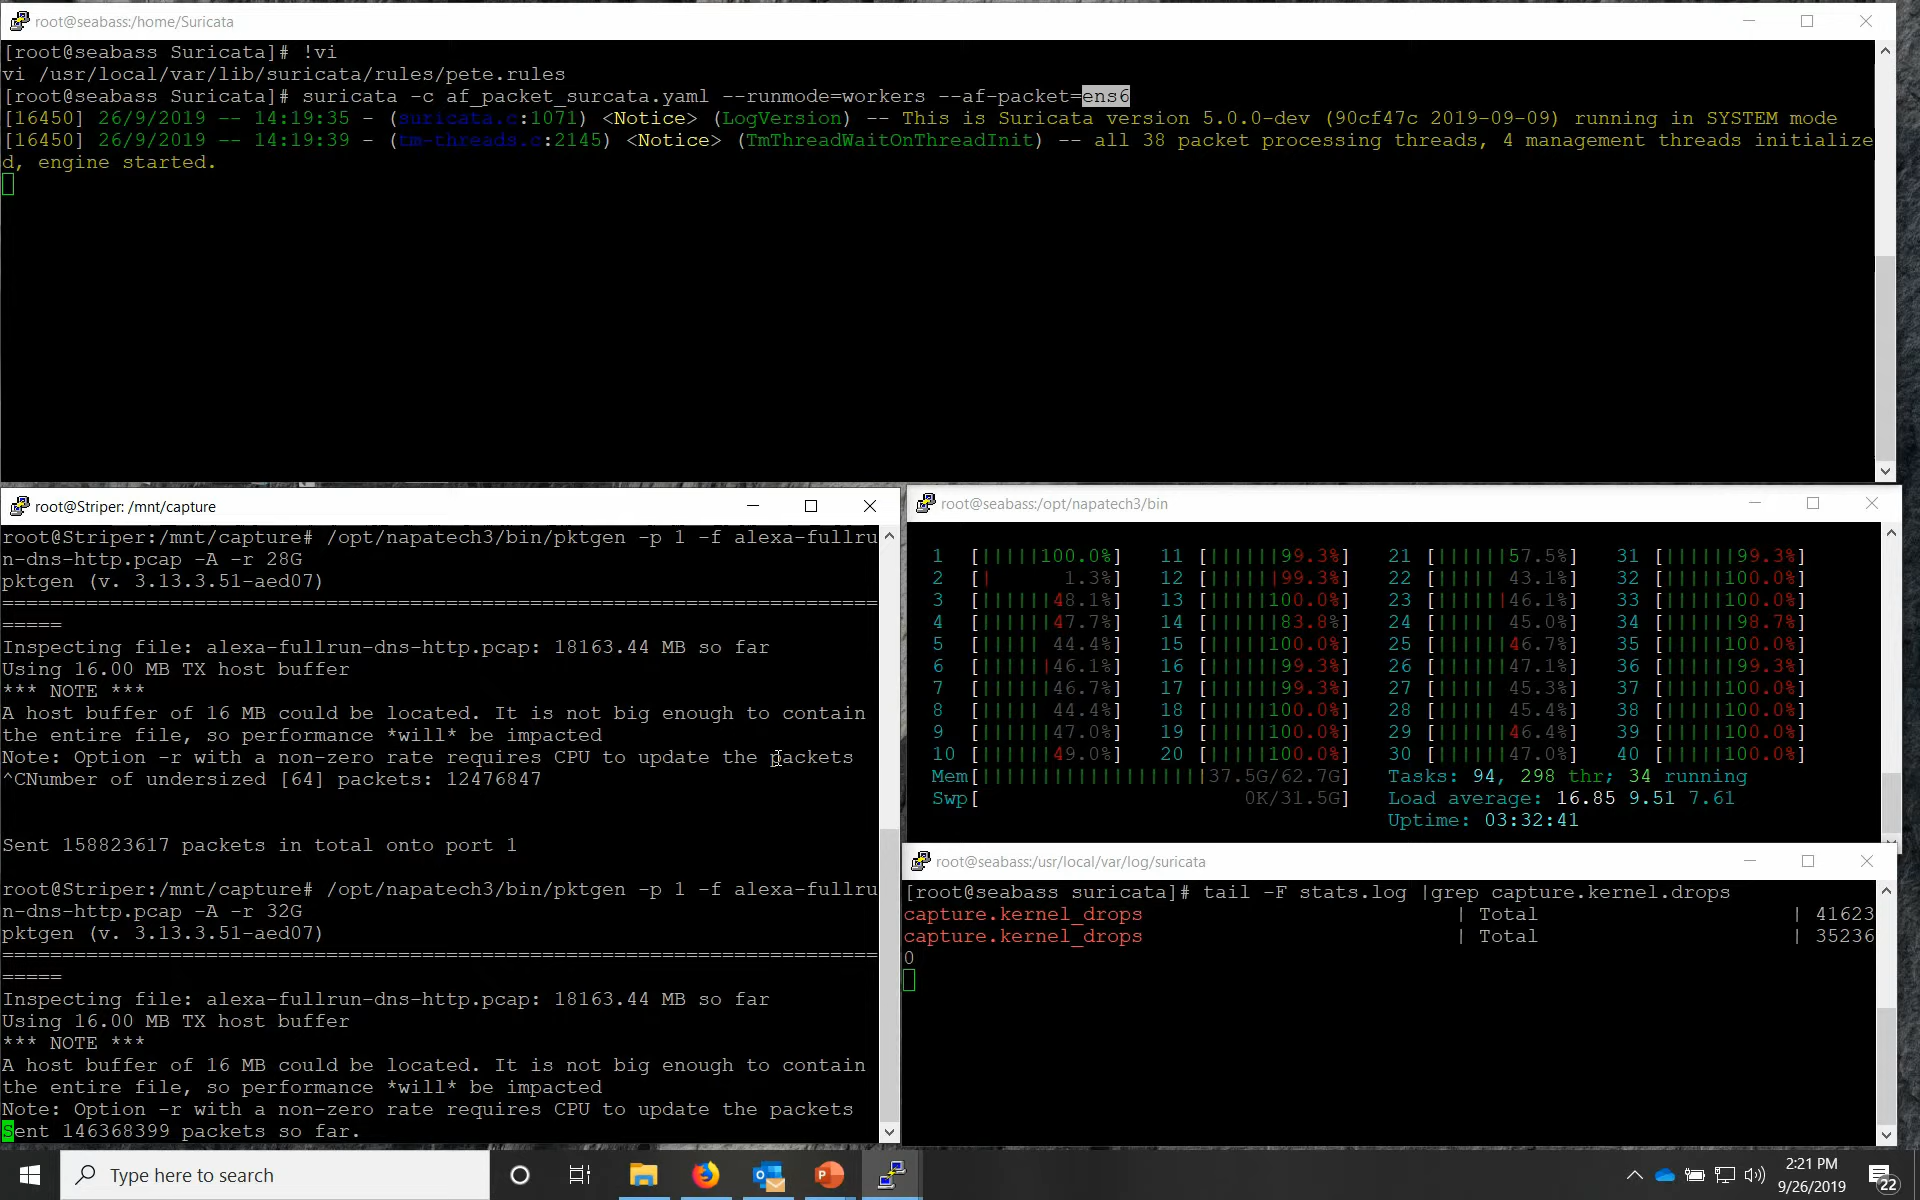 root@seabass:/home/Suricata
[root@seabass Suricata]# !vi
vi /usr/local/var/lib/suricata/rules/pete.rules
[root@seabass Suricata]# suricata -c af_packet_surcata.yaml --runmode=workers --af-packet=ens6
[16450] 26/9/2019 -- 14:19:35 - (suricata.c:1071) <Notice> (LogVersion) -- This is Suricata version 5.0.0-dev (90cf47c 2019-09-09) running in SYSTEM mode
[16450] 26/9/2019 -- 14:19:39 - (tm-threads.c:2145) <Notice> (TmThreadWaitOnThreadInit) -- all 38 packet processing threads, 4 management threads initialize
d, engine started.
root@Striper: /mnt/capture
root@Striper:/mnt/capture# /opt/napatech3/bin/pktgen -p 1 -f alexa-fullru
n-dns-http.pcap -A -r 28G
pktgen (v. 3.13.3.51-aed07)
=========================================================================
=====
Inspecting file: alexa-fullrun-dns-http.pcap: 18163.44 MB so far
Using 16.00 MB TX host buffer
*** NOTE ***
A host buffer of 16 MB could be located. It is not big enough to contain
the entire file, so performance *will* be impacted
Note: Option -r with a non-zero rate requires CPU to update the packets
^CNumber of undersized [64] packets: 12476847
Sent 158823617 packets in total onto port 1
root@Striper:/mnt/capture# /opt/napatech3/bin/pktgen -p 1 -f alexa-fullru
n-dns-http.pcap -A -r 32G
pktgen (v. 3.13.3.51-aed07)
=========================================================================
=====
Inspecting file: alexa-fullrun-dns-http.pcap: 18163.44 MB so far
Using 16.00 MB TX host buffer
*** NOTE ***
A host buffer of 16 MB could be located. It is not big enough to contain
the entire file, so performance *will* be impacted
Note: Option -r with a non-zero rate requires CPU to update the packets
Sent 146368399 packets so far.
root@seabass:/opt/napatech3/bin
1 [|||||100.0%] 11 [||||||99.3%] 21 [||||||57.5%] 31 [||||||99.3%]
2 [| 1.3%] 12 [|||||||99.3%] 22 [||||| 43.1%] 32 [|||||100.0%]
3 [||||||48.1%] 13 [|||||100.0%] 23 [||||||46.1%] 33 [|||||100.0%]
4 [||||||47.7%] 14 [||||||83.8%] 24 [||||| 45.0%] 34 [||||||98.7%]
5 [||||| 44.4%] 15 [|||||100.0%] 25 [||||||46.7%] 35 [|||||100.0%]
6 [||||||46.1%] 16 [||||||99.3%] 26 [||||||47.1%] 36 [||||||99.3%]
7 [||||||46.7%] 17 [||||||99.3%] 27 [||||| 45.3%] 37 [|||||100.0%]
8 [||||| 44.4%] 18 [|||||100.0%] 28 [||||| 45.4%] 38 [|||||100.0%]
9 [||||||47.0%] 19 [|||||100.0%] 29 [||||||46.4%] 39 [|||||100.0%]
10 [||||||49.0%] 20 [|||||100.0%] 30 [||||||47.0%] 40 [|||||100.0%]
Mem[|||||||||||||||||||37.5G/62.7G] Tasks: 94, 298 thr; 34 running
Swp[ 0K/31.5G] Load average: 16.85 9.51 7.61
Uptime: 03:32:41
root@seabass:/usr/local/var/log/suricata
[root@seabass suricata]# tail -F stats.log |grep capture.kernel.drops
capture.kernel_drops | Total | 41623
capture.kernel_drops | Total | 35236
0
Type here to search
2:21 PM
9/26/2019
22